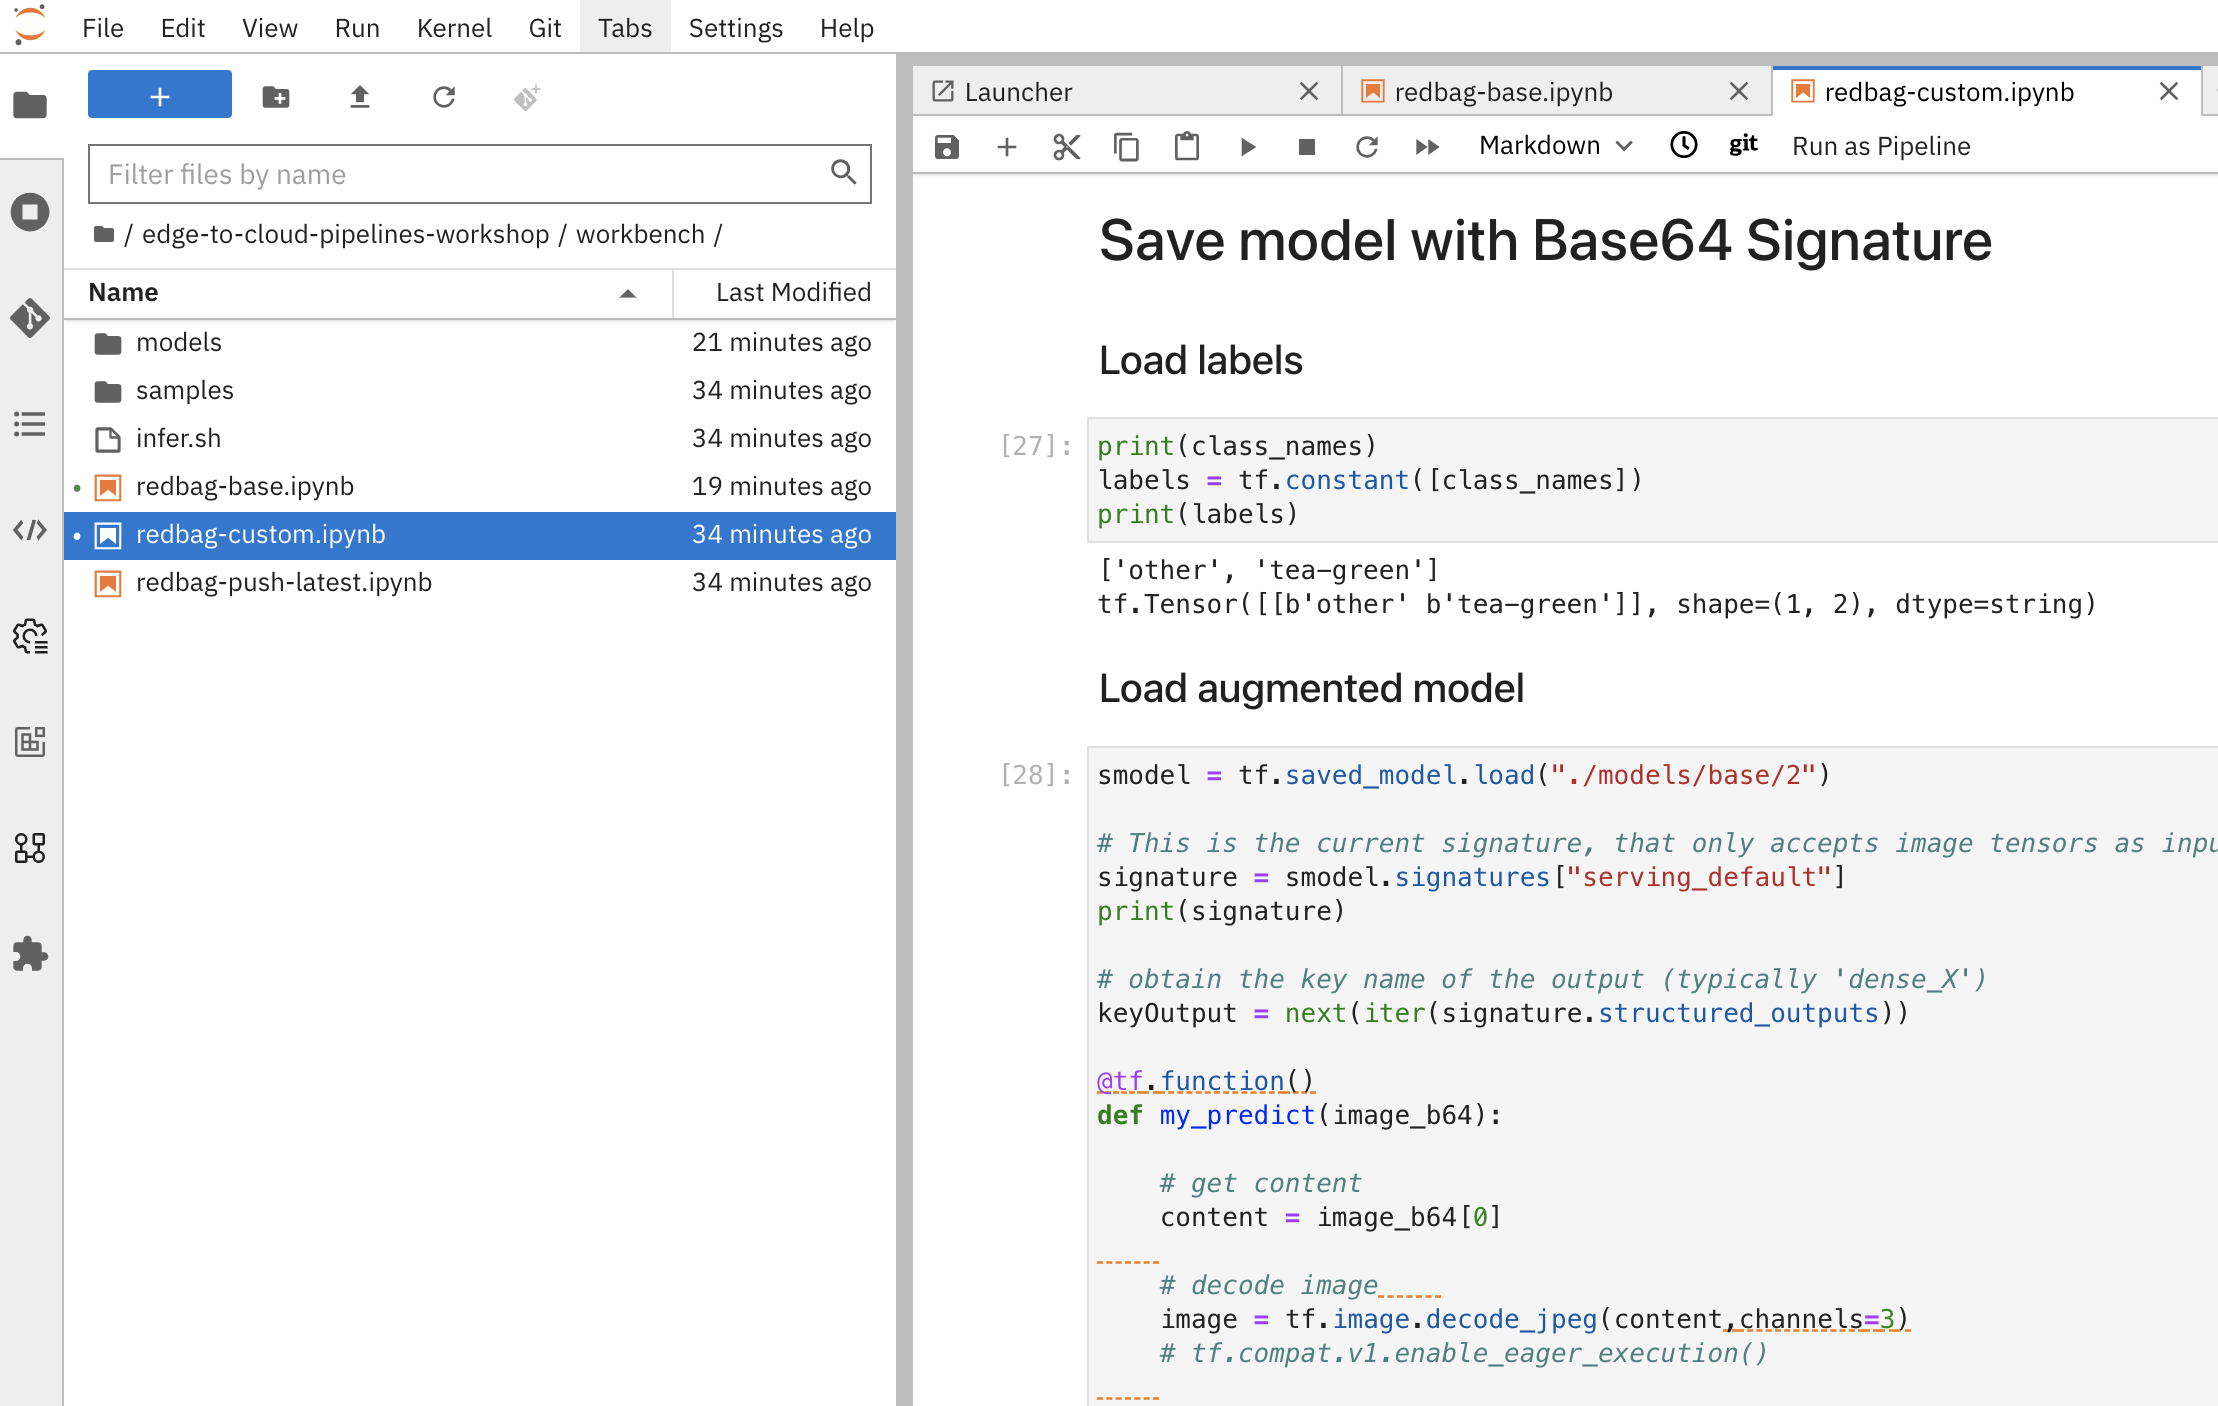 File Edit View Run Kernel Git Tabs Settings Help
Filter files by name
/ edge-to-cloud-pipelines-workshop / workbench /
Name Last Modified
models 21 minutes ago
samples 34 minutes ago
infer.sh 34 minutes ago
redbag-base.ipynb 19 minutes ago
redbag-custom.ipynb 34 minutes ago
redbag-push-latest.ipynb 34 minutes ago
Launcher redbag-base.ipynb redbag-custom.ipynb
Markdown git Run as Pipeline
Save model with Base64 Signature
Load labels
[27]: print(class_names)
labels = tf.constant([class_names])
print(labels)
['other', 'tea-green']
tf.Tensor([[b'other' b'tea-green']], shape=(1, 2), dtype=string)
Load augmented model
[28]: smodel = tf.saved_model.load("./models/base/2")
# This is the current signature, that only accepts image tensors as inpu
signature = smodel.signatures["serving_default"]
print(signature)
# obtain the key name of the output (typically 'dense_X')
keyOutput = next(iter(signature.structured_outputs))
@tf.function()
def my_predict(image_b64):
# get content
content = image_b64[0]
# decode image
image = tf.image.decode_jpeg(content,channels=3)
# tf.compat.v1.enable_eager_execution()